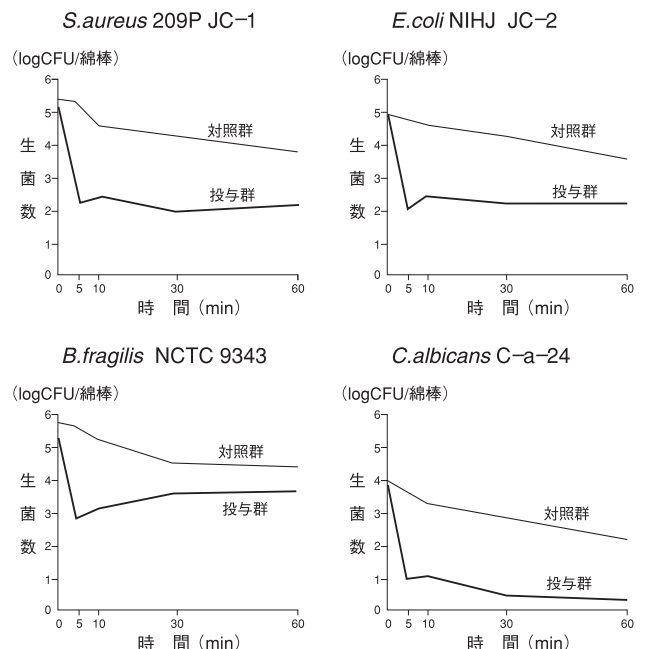 S.aureus 209P JC−1
（logCFU/綿棒）
6
5
4
3
2
1
0
生
菌
数
対照群
投与群
0 5 10 30 60
時　間（min）
E.coli NIHJ JC−2
（logCFU/綿棒）
6
5
4
3
2
1
0
生
菌
数
対照群
投与群
0 5 10 30 60
時　間（min）
B.fragilis NCTC 9343
（logCFU/綿棒）
6
5
4
3
2
1
0
生
菌
数
対照群
投与群
0 5 10 30 60
時　間（min）
C.albicans C−a−24
（logCFU/綿棒）
6
5
4
3
2
1
0
生
菌
数
対照群
投与群
0 5 10 30 60
時　間（min）